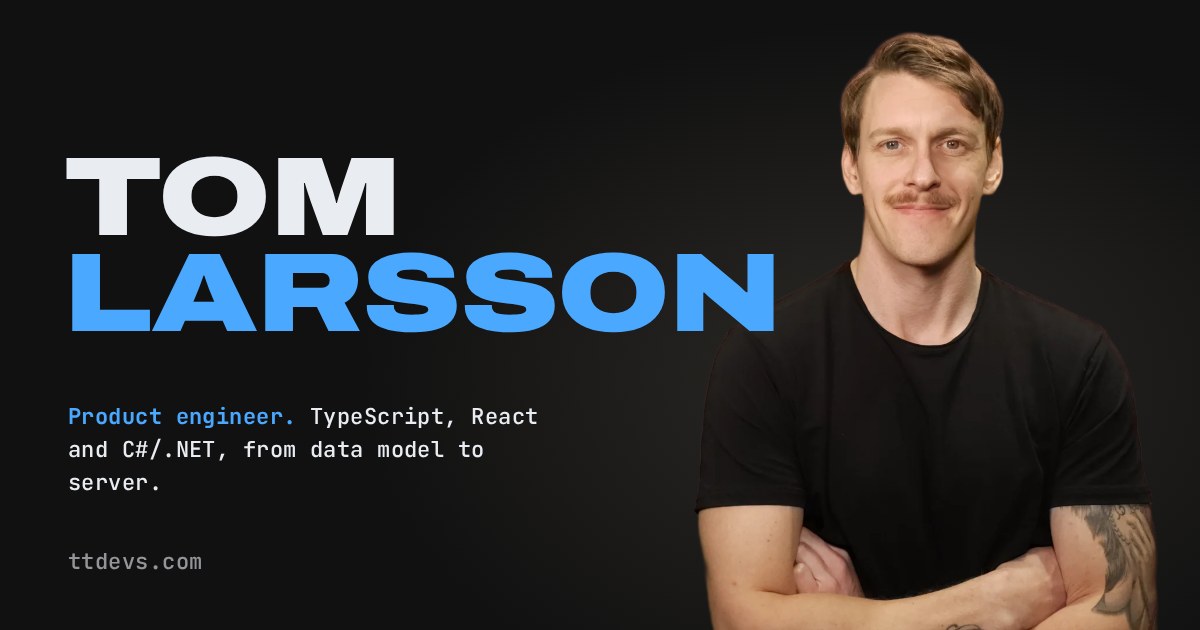 TOM
LARSSON
Product engineer. TypeScript, React
and C#/.NET, from data model to
server.
ttdevs.com